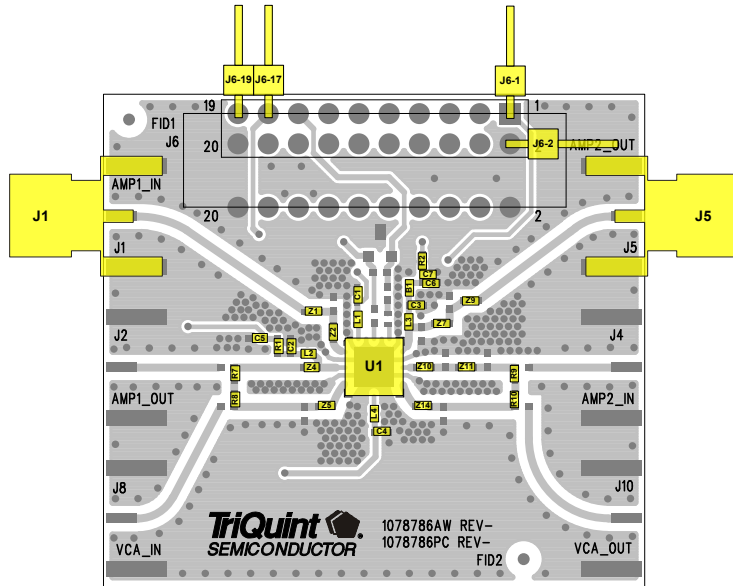 J6-19 J6-17 J6-1
19 1
FID1
J6
20 2 J6-2 AMP2_OUT
AMP1_IN
20 2
J1 J5
J1 J5
R2
C7
C1 B1 C6
Z1 C3 Z9
L1 L3 Z7
J2 Z2 J4
C5 R1 C2 L2
U1
R7 Z4 Z10 Z11 R9
AMP1_OUT R8 Z5 L4 Z14 R10 AMP2_IN
C4
J8 J10
TriQuint
SEMICONDUCTOR
1078786AW REV-
1078786PC REV-
VCA_IN FID2 VCA_OUT